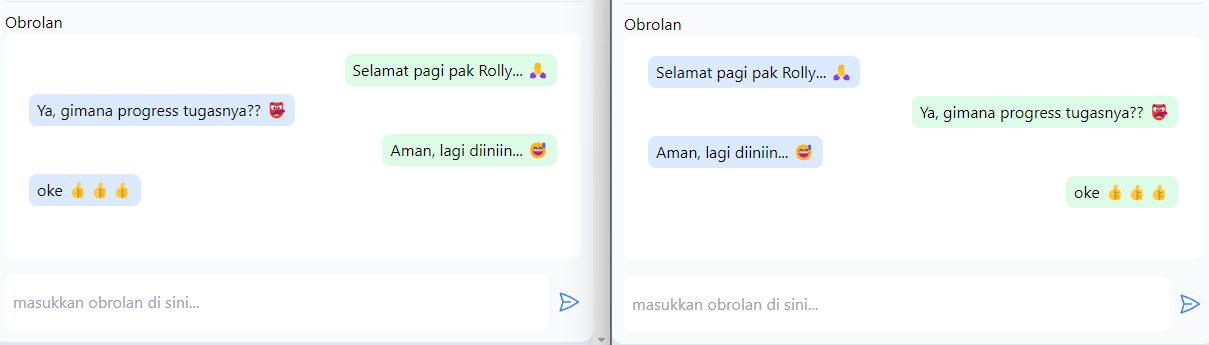 Obrolan
Selamat pagi pak Rolly... 🙏
Ya, gimana progress tugasnya?? 👹
Aman, lagi diiniin... 😅
oke 👍 👍 👍
masukkan obrolan di sini...
Obrolan
Selamat pagi pak Rolly... 🙏
Ya, gimana progress tugasnya?? 👹
Aman, lagi diiniin... 😅
oke 👍 👍 👍
masukkan obrolan di sini...